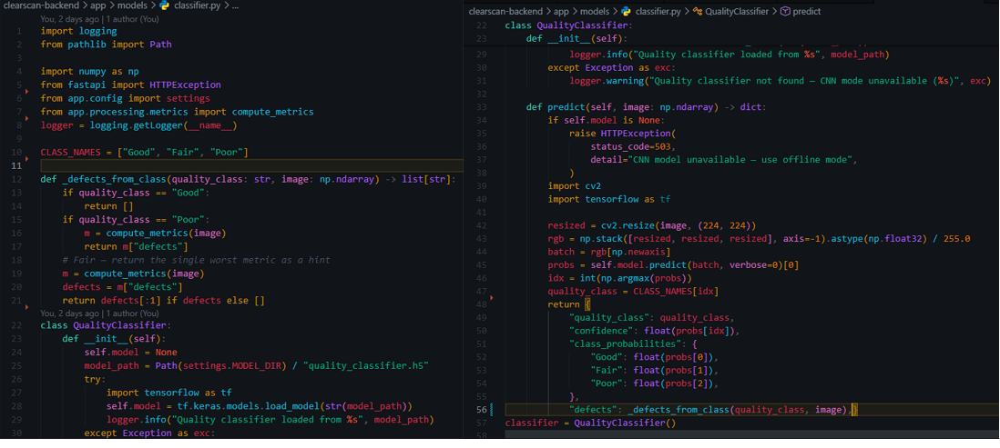 clearscan-backend > app > models > classifier.py > ...
You, 2 days ago | 1 author (You)
1 import logging
2 from pathlib import Path
3
4 import numpy as np
5 from fastapi import HTTPException
6 from app.config import settings
7 from app.processing.metrics import compute_metrics
8 logger = logging.getLogger(__name__)
9
10 CLASS_NAMES = ["Good", "Fair", "Poor"]
11
12 def _defects_from_class(quality_class: str, image: np.ndarray) -> list[str]:
13     if quality_class == "Good":
14         return []
15     if quality_class == "Poor":
16         m = compute_metrics(image)
17         return m["defects"]
18     # Fair — return the single worst metric as a hint
19     m = compute_metrics(image)
20     defects = m["defects"]
21     return defects[:1] if defects else []
You, 2 days ago | 1 author (You)
22 class QualityClassifier:
23     def __init__(self):
24         self.model = None
25         model_path = Path(settings.MODEL_DIR) / "quality_classifier.h5"
26         try:
27             import tensorflow as tf
28             self.model = tf.keras.models.load_model(str(model_path))
29             logger.info("Quality classifier loaded from %s", model_path)
30         except Exception as exc:
clearscan-backend > app > models > classifier.py > QualityClassifier > predict
22 class QualityClassifier:
23     def __init__(self):
29             logger.info("Quality classifier loaded from %s", model_path)
30         except Exception as exc:
31             logger.warning("Quality classifier not found — CNN mode unavailable (%s)", exc)
32
33     def predict(self, image: np.ndarray) -> dict:
34         if self.model is None:
35             raise HTTPException(
36                 status_code=503,
37                 detail="CNN model unavailable — use offline mode",
38             )
39         import cv2
40         import tensorflow as tf
41
42         resized = cv2.resize(image, (224, 224))
43         rgb = np.stack([resized, resized, resized], axis=-1).astype(np.float32) / 255.0
44         batch = rgb[np.newaxis]
45         probs = self.model.predict(batch, verbose=0)[0]
46         idx = int(np.argmax(probs))
47         quality_class = CLASS_NAMES[idx]
48         return {
49             "quality_class": quality_class,
50             "confidence": float(probs[idx]),
51             "class_probabilities": {
52                 "Good": float(probs[0]),
53                 "Fair": float(probs[1]),
54                 "Poor": float(probs[2]),
55             },
56             "defects": _defects_from_class(quality_class, image),}
57 classifier = QualityClassifier()
58